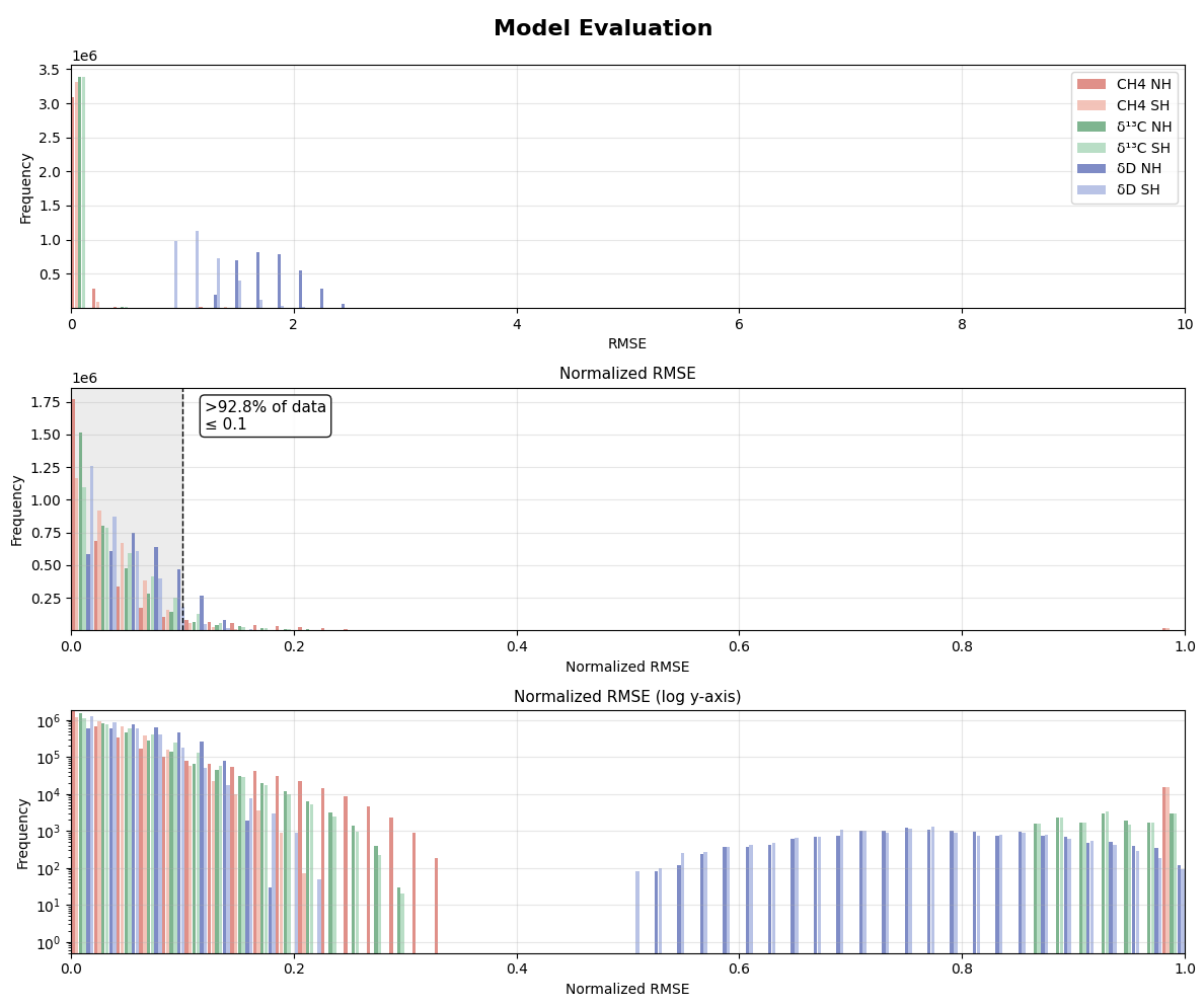 Model Evaluation
1e6
3.5
3.0
2.5
2.0
1.5
1.0
0.5
Frequency
0 2 4 6 8 10
RMSE
CH4 NH
CH4 SH
δ¹³C NH
δ¹³C SH
δD NH
δD SH
Normalized RMSE
1e6
1.75
1.50
1.25
1.00
0.75
0.50
0.25
Frequency
>92.8% of data
≤ 0.1
0.0 0.2 0.4 0.6 0.8 1.0
Normalized RMSE
Normalized RMSE (log y-axis)
10⁶
10⁵
10⁴
10³
10²
10¹
10⁰
Frequency
0.0 0.2 0.4 0.6 0.8 1.0
Normalized RMSE